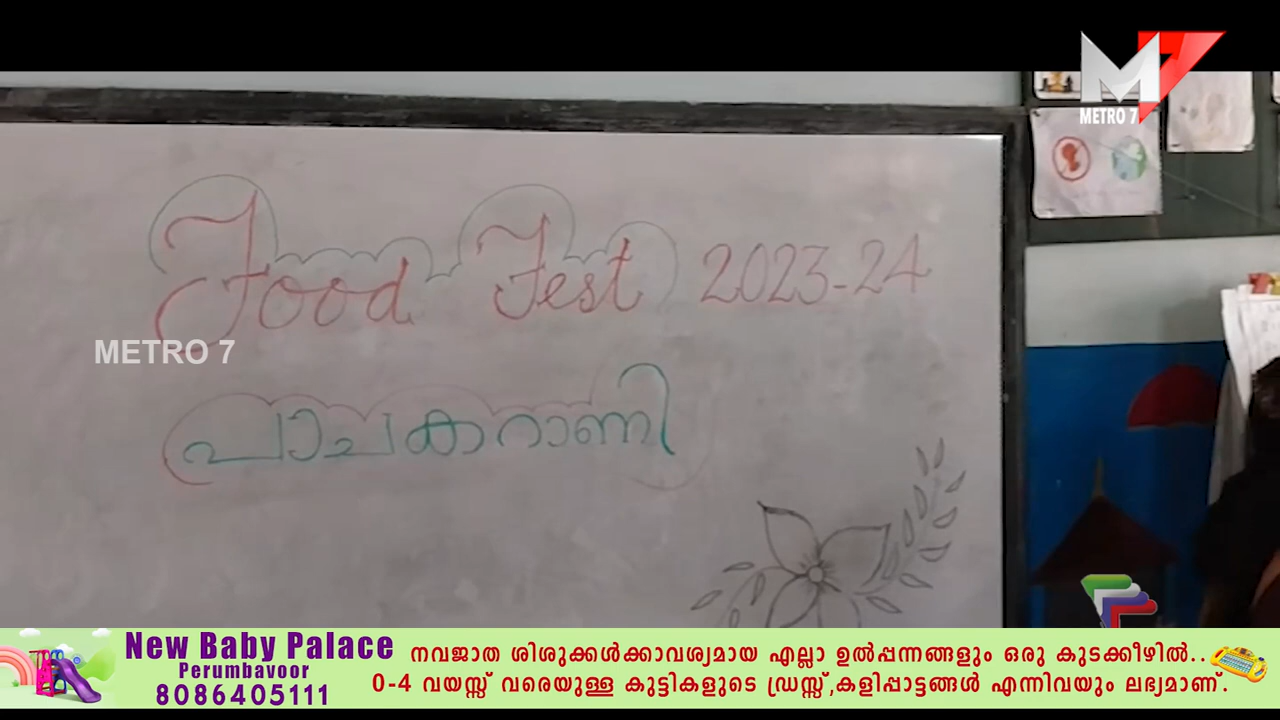 METRO 7
Food Fest 2023-24
METRO 7
പാചകറാണി
New Baby Palace
Perumbavoor
8086405111
നവജാത ശിശുക്കൾക്കാവശ്യമായ എല്ലാ ഉൽപ്പന്നങ്ങളും ഒരു കുടക്കീഴിൽ..
0-4 വയസ്സ് വരെയുള്ള കുട്ടികളുടെ ഡ്രസ്സ്,കളിപ്പാട്ടങ്ങൾ എന്നിവയും ലഭ്യമാണ്.